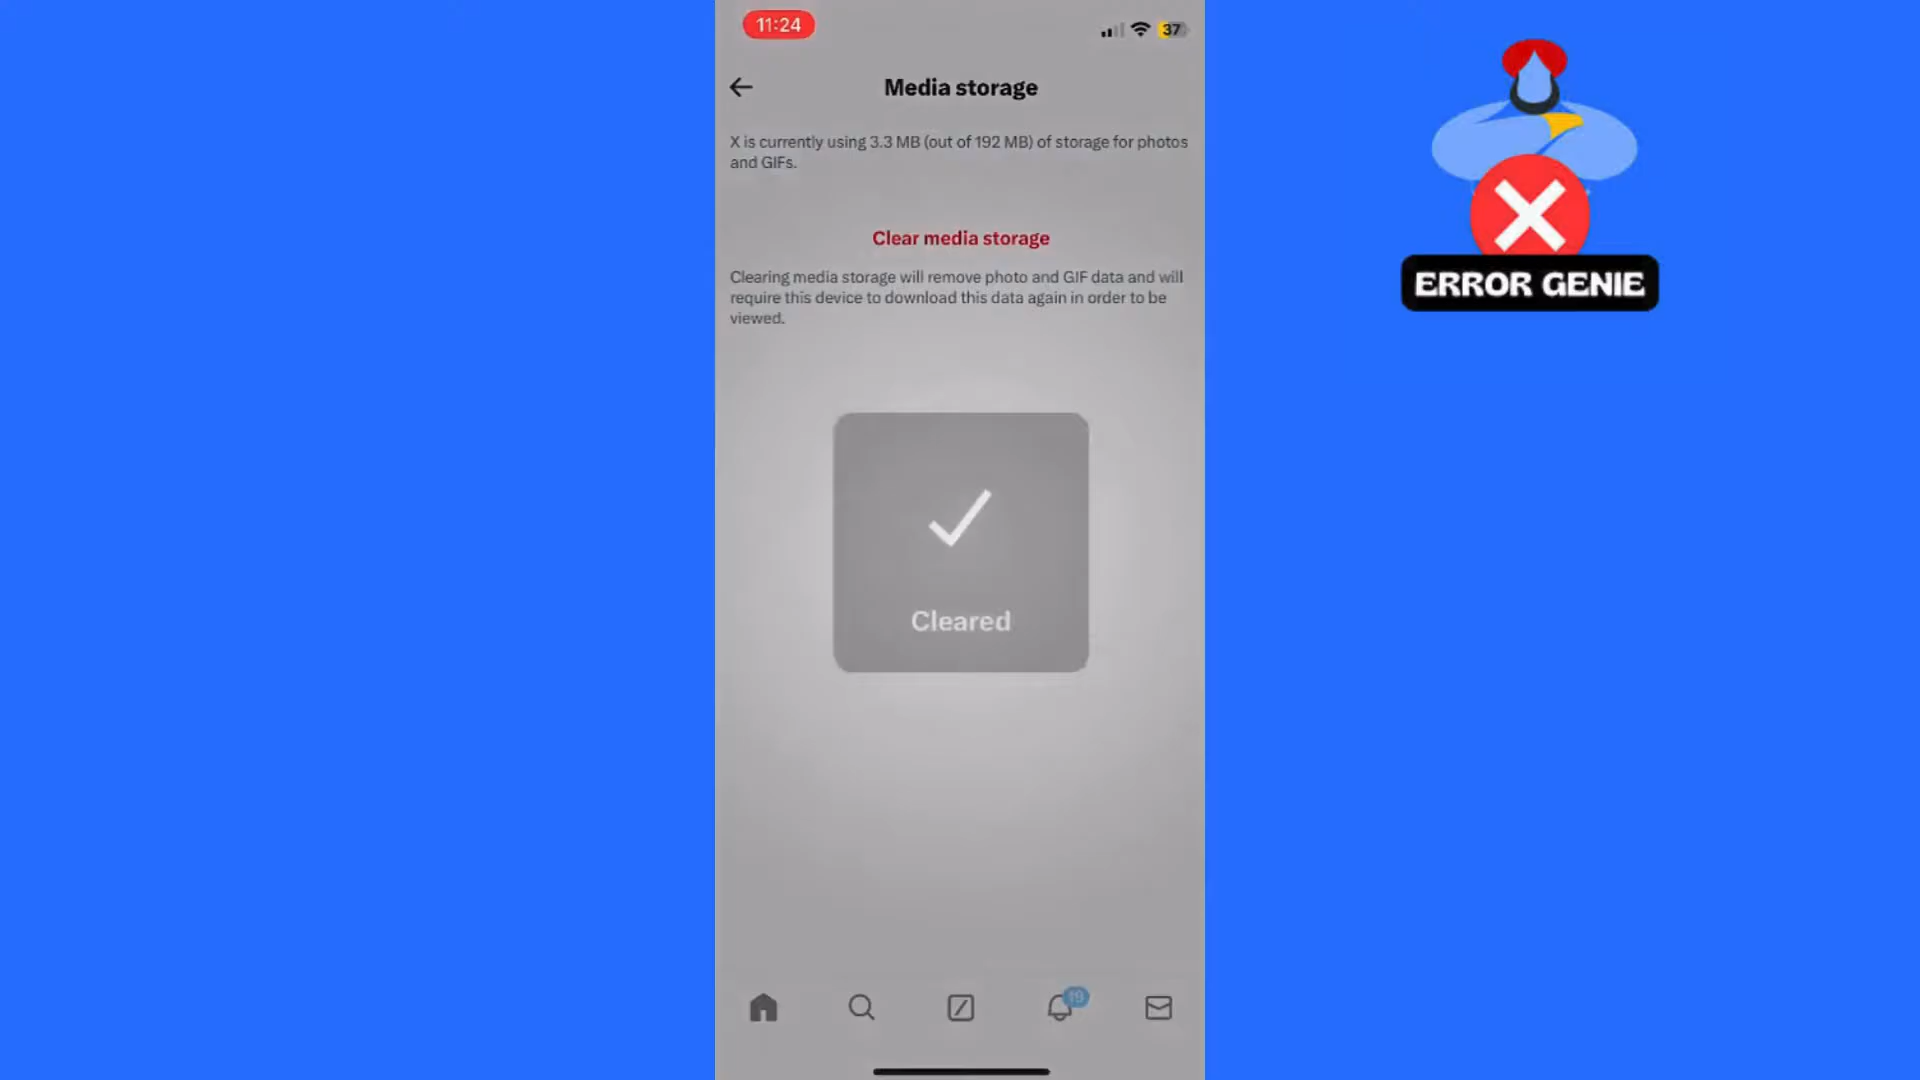 11:24
37
Media storage
X is currently using 3.3 MB (out of 192 MB) of storage for photos
and GIFs.
Clear media storage
Clearing media storage will remove photo and GIF data and will
require this device to download this data again in order to be
viewed.
Cleared
19
ERROR GENIE